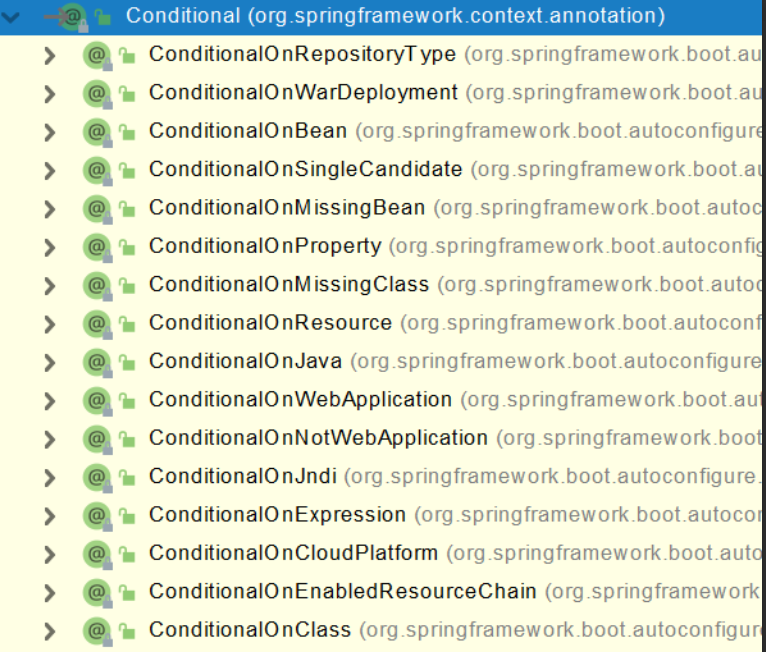 Conditional (org.springframework.context.annotation)
ConditionalOnRepositoryType (org.springframework.boot.au
ConditionalOnWarDeployment (org.springframework.boot.au
ConditionalOnBean (org.springframework.boot.autoconfigure
ConditionalOnSingleCandidate (org.springframework.boot.au
ConditionalOnMissingBean (org.springframework.boot.autoc
ConditionalOnProperty (org.springframework.boot.autoconfig
ConditionalOnMissingClass (org.springframework.boot.autoc
ConditionalOnResource (org.springframework.boot.autoconf
ConditionalOnJava (org.springframework.boot.autoconfigure
ConditionalOnWebApplication (org.springframework.boot.aut
ConditionalOnNotWebApplication (org.springframework.boot
ConditionalOnJndi (org.springframework.boot.autoconfigure.
ConditionalOnExpression (org.springframework.boot.autocon
ConditionalOnCloudPlatform (org.springframework.boot.auto
ConditionalOnEnabledResourceChain (org.springframework
ConditionalOnClass (org.springframework.boot.autoconfigure